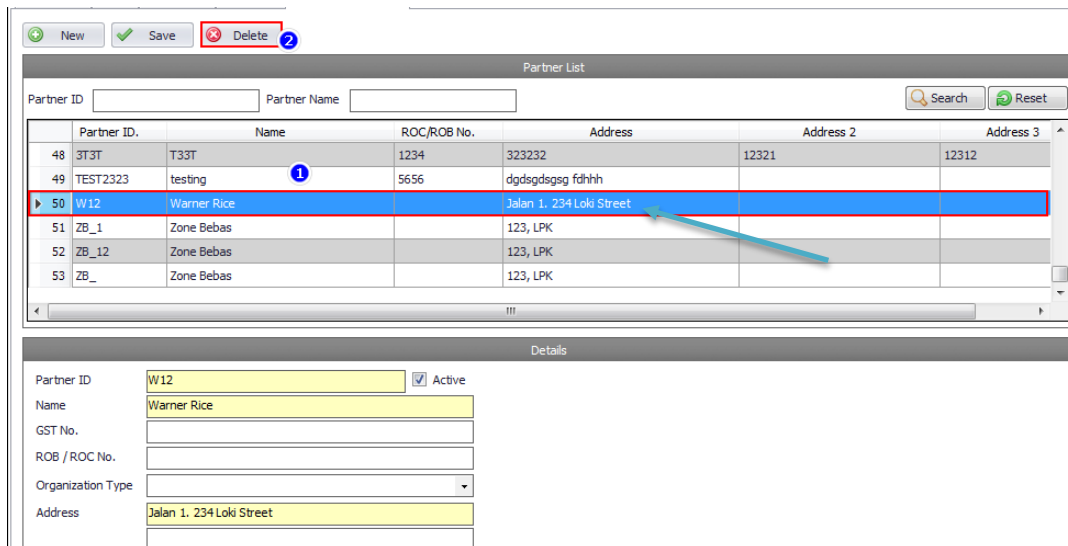 New Save Delete 2
Partner List
Partner ID Partner Name Search Reset
Partner ID. Name ROC/ROB No. Address Address 2 Address 3
48 3T3T T33T 1234 323232 12321 12312
49 TEST2323 testing 1 5656 dgdsgdsgsg fdhhh
50 W12 Warner Rice Jalan 1. 234 Loki Street
51 ZB_1 Zone Bebas 123, LPK
52 ZB_12 Zone Bebas 123, LPK
53 ZB_ Zone Bebas 123, LPK
Details
Partner ID W12 Active
Name Warner Rice
GST No.
ROB / ROC No.
Organization Type
Address Jalan 1. 234 Loki Street